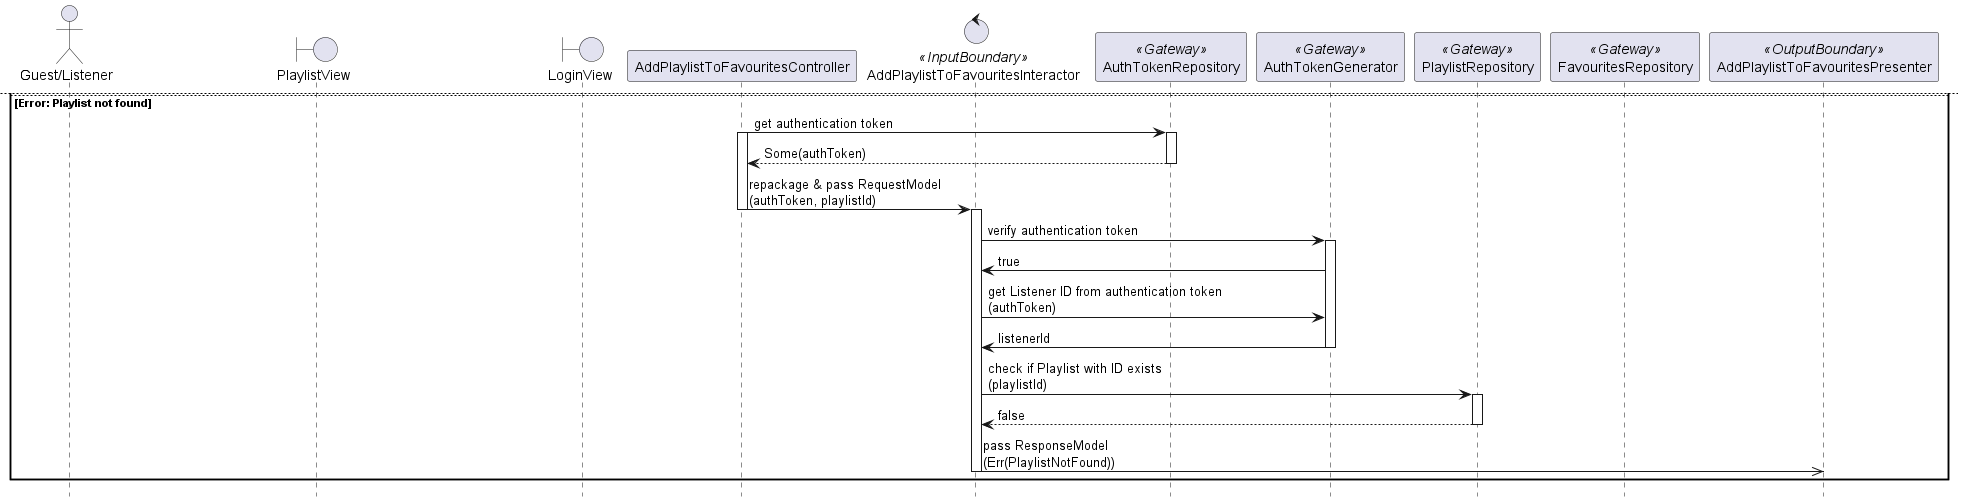 Guest/Listener
PlaylistView
LoginView
AddPlaylistToFavouritesController
«InputBoundary»
AddPlaylistToFavouritesInteractor
«Gateway»
AuthTokenRepository
«Gateway»
AuthTokenGenerator
«Gateway»
PlaylistRepository
«Gateway»
FavouritesRepository
«OutputBoundary»
AddPlaylistToFavouritesPresenter
[Error: Playlist not found]
get authentication token
Some(authToken)
repackage & pass RequestModel
(authToken, playlistId)
verify authentication token
true
get Listener ID from authentication token
(authToken)
listenerId
check if Playlist with ID exists
(playlistId)
false
pass ResponseModel
(Err(PlaylistNotFound))